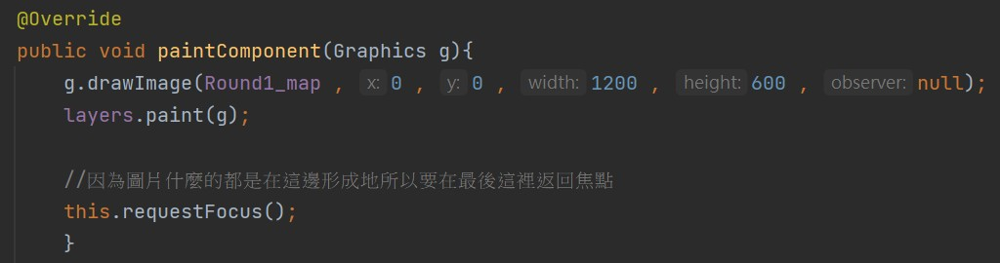 @Override
public void paintComponent(Graphics g){
g.drawImage(Round1_map , x: 0 , y: 0 , width: 1200 , height: 600 , observer: null);
layers.paint(g);
//因為圖片什麼的都是在這邊形成地所以要在最後這裡返回焦點
this.requestFocus();
}